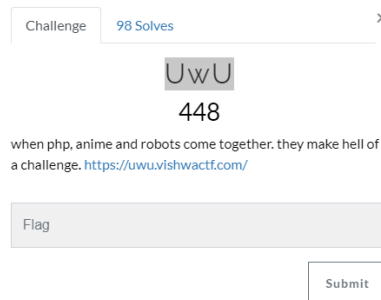 Challenge 98 Solves
UwU
448
when php, anime and robots come together. they make hell of
a challenge. https://uwu.vishwactf.com/
Flag
Submit